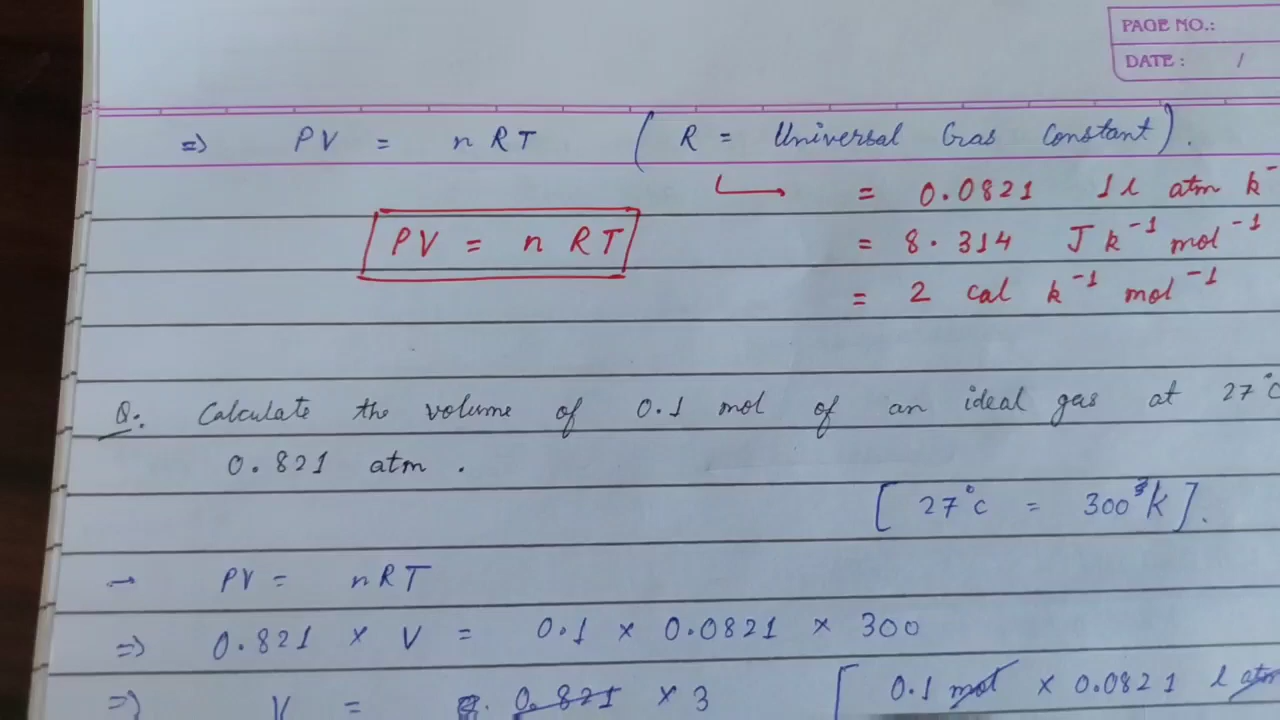 PAGE NO.:
DATE : /
=> PV = nRT ( R = Universal Gas Constant ).
= 0.0821 1 l atm k⁻
PV = n RT
= 8.314 J k⁻¹ mol⁻¹
= 2 cal k⁻¹ mol⁻¹
Q. Calculate the volume of 0.1 mol of an ideal gas at 27°C
0.821 atm .
[ 27°c = 300 k ].
→ PV = nRT
=> 0.821 × V = 0.1 × 0.0821 × 300
=> V = 0.821 × 3 [ 0.1 mol × 0.0821 l atm